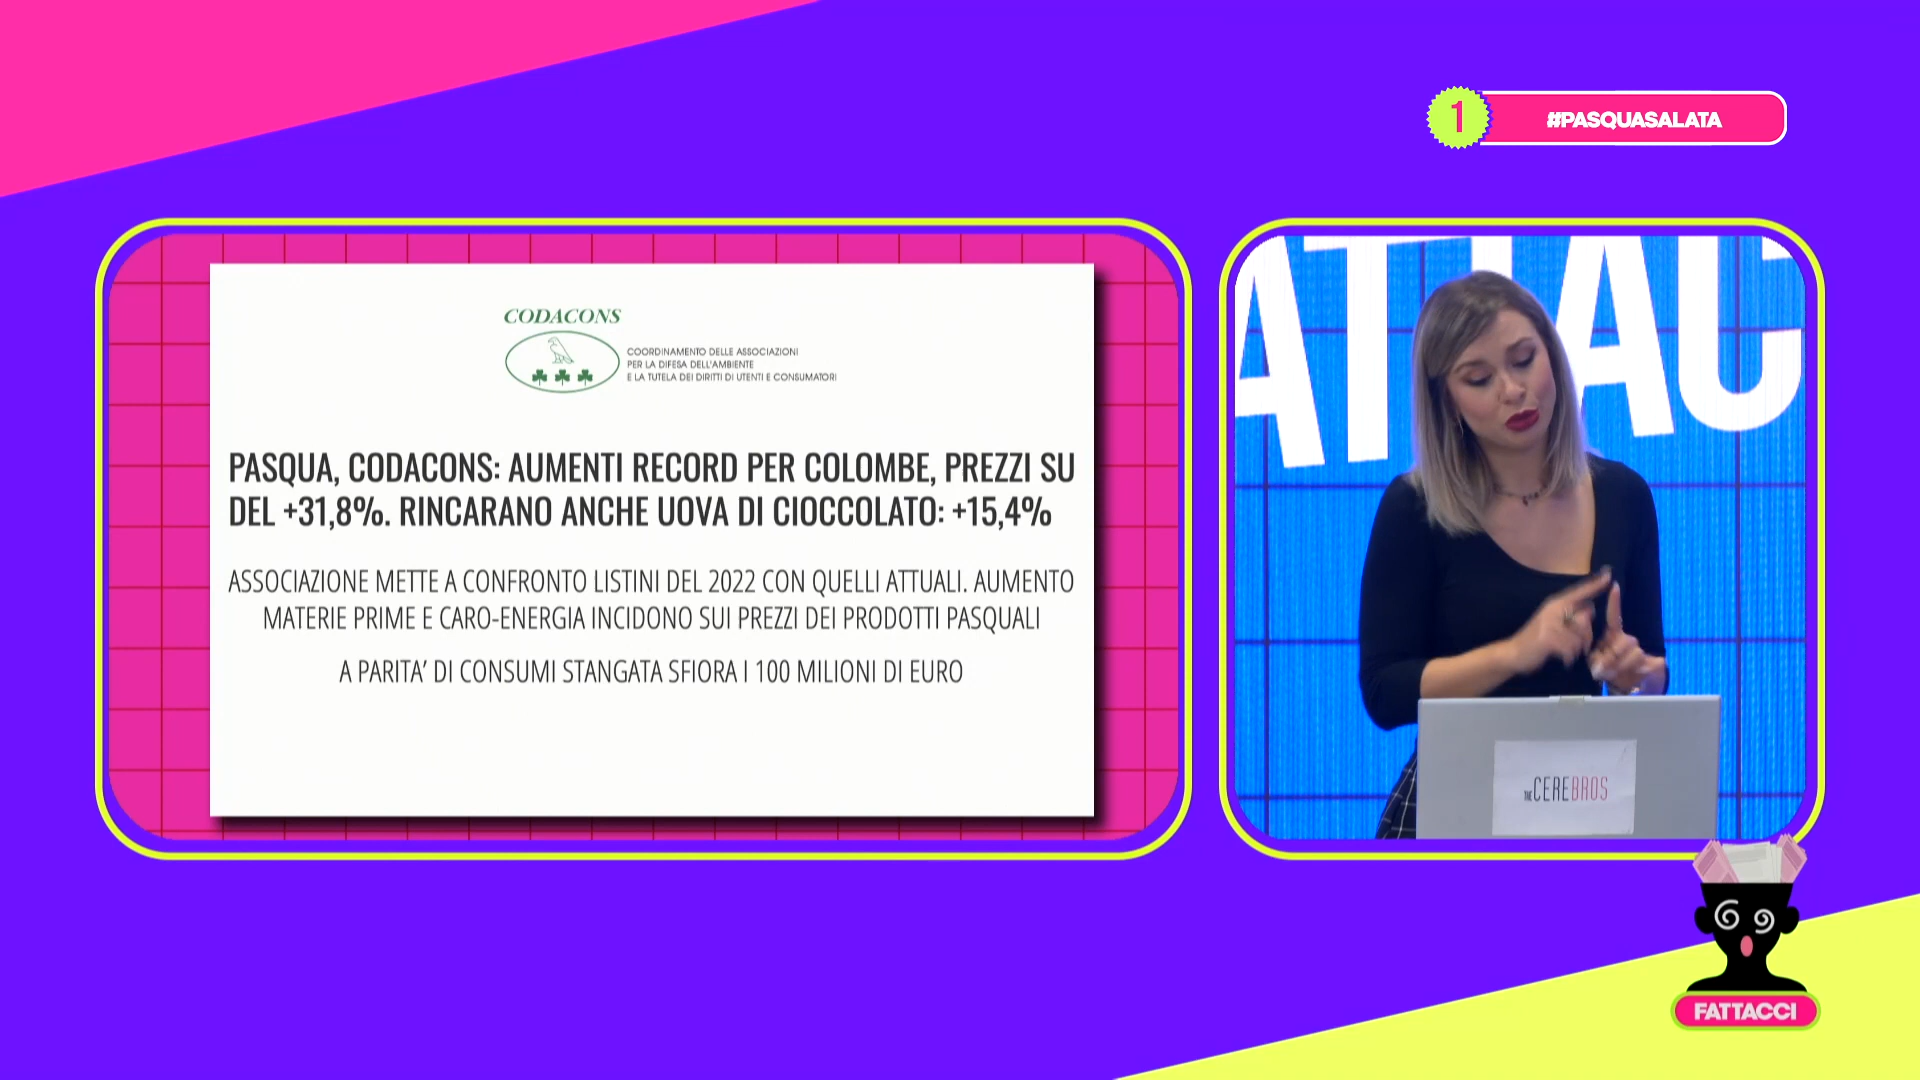 1
#PASQUASALATA
CODACONS
COORDINAMENTO DELLE ASSOCIAZIONI
PER LA DIFESA DELL'AMBIENTE
E LA TUTELA DEI DIRITTI DI UTENTI E CONSUMATORI
PASQUA, CODACONS: AUMENTI RECORD PER COLOMBE, PREZZI SU
DEL +31,8%. RINCARANO ANCHE UOVA DI CIOCCOLATO: +15,4%
ASSOCIAZIONE METTE A CONFRONTO LISTINI DEL 2022 CON QUELLI ATTUALI. AUMENTO
MATERIE PRIME E CARO-ENERGIA INCIDONO SUI PREZZI DEI PRODOTTI PASQUALI
A PARITA' DI CONSUMI STANGATA SFIORA I 100 MILIONI DI EURO
ATTAC
THE CEREBROS
FATTACCI